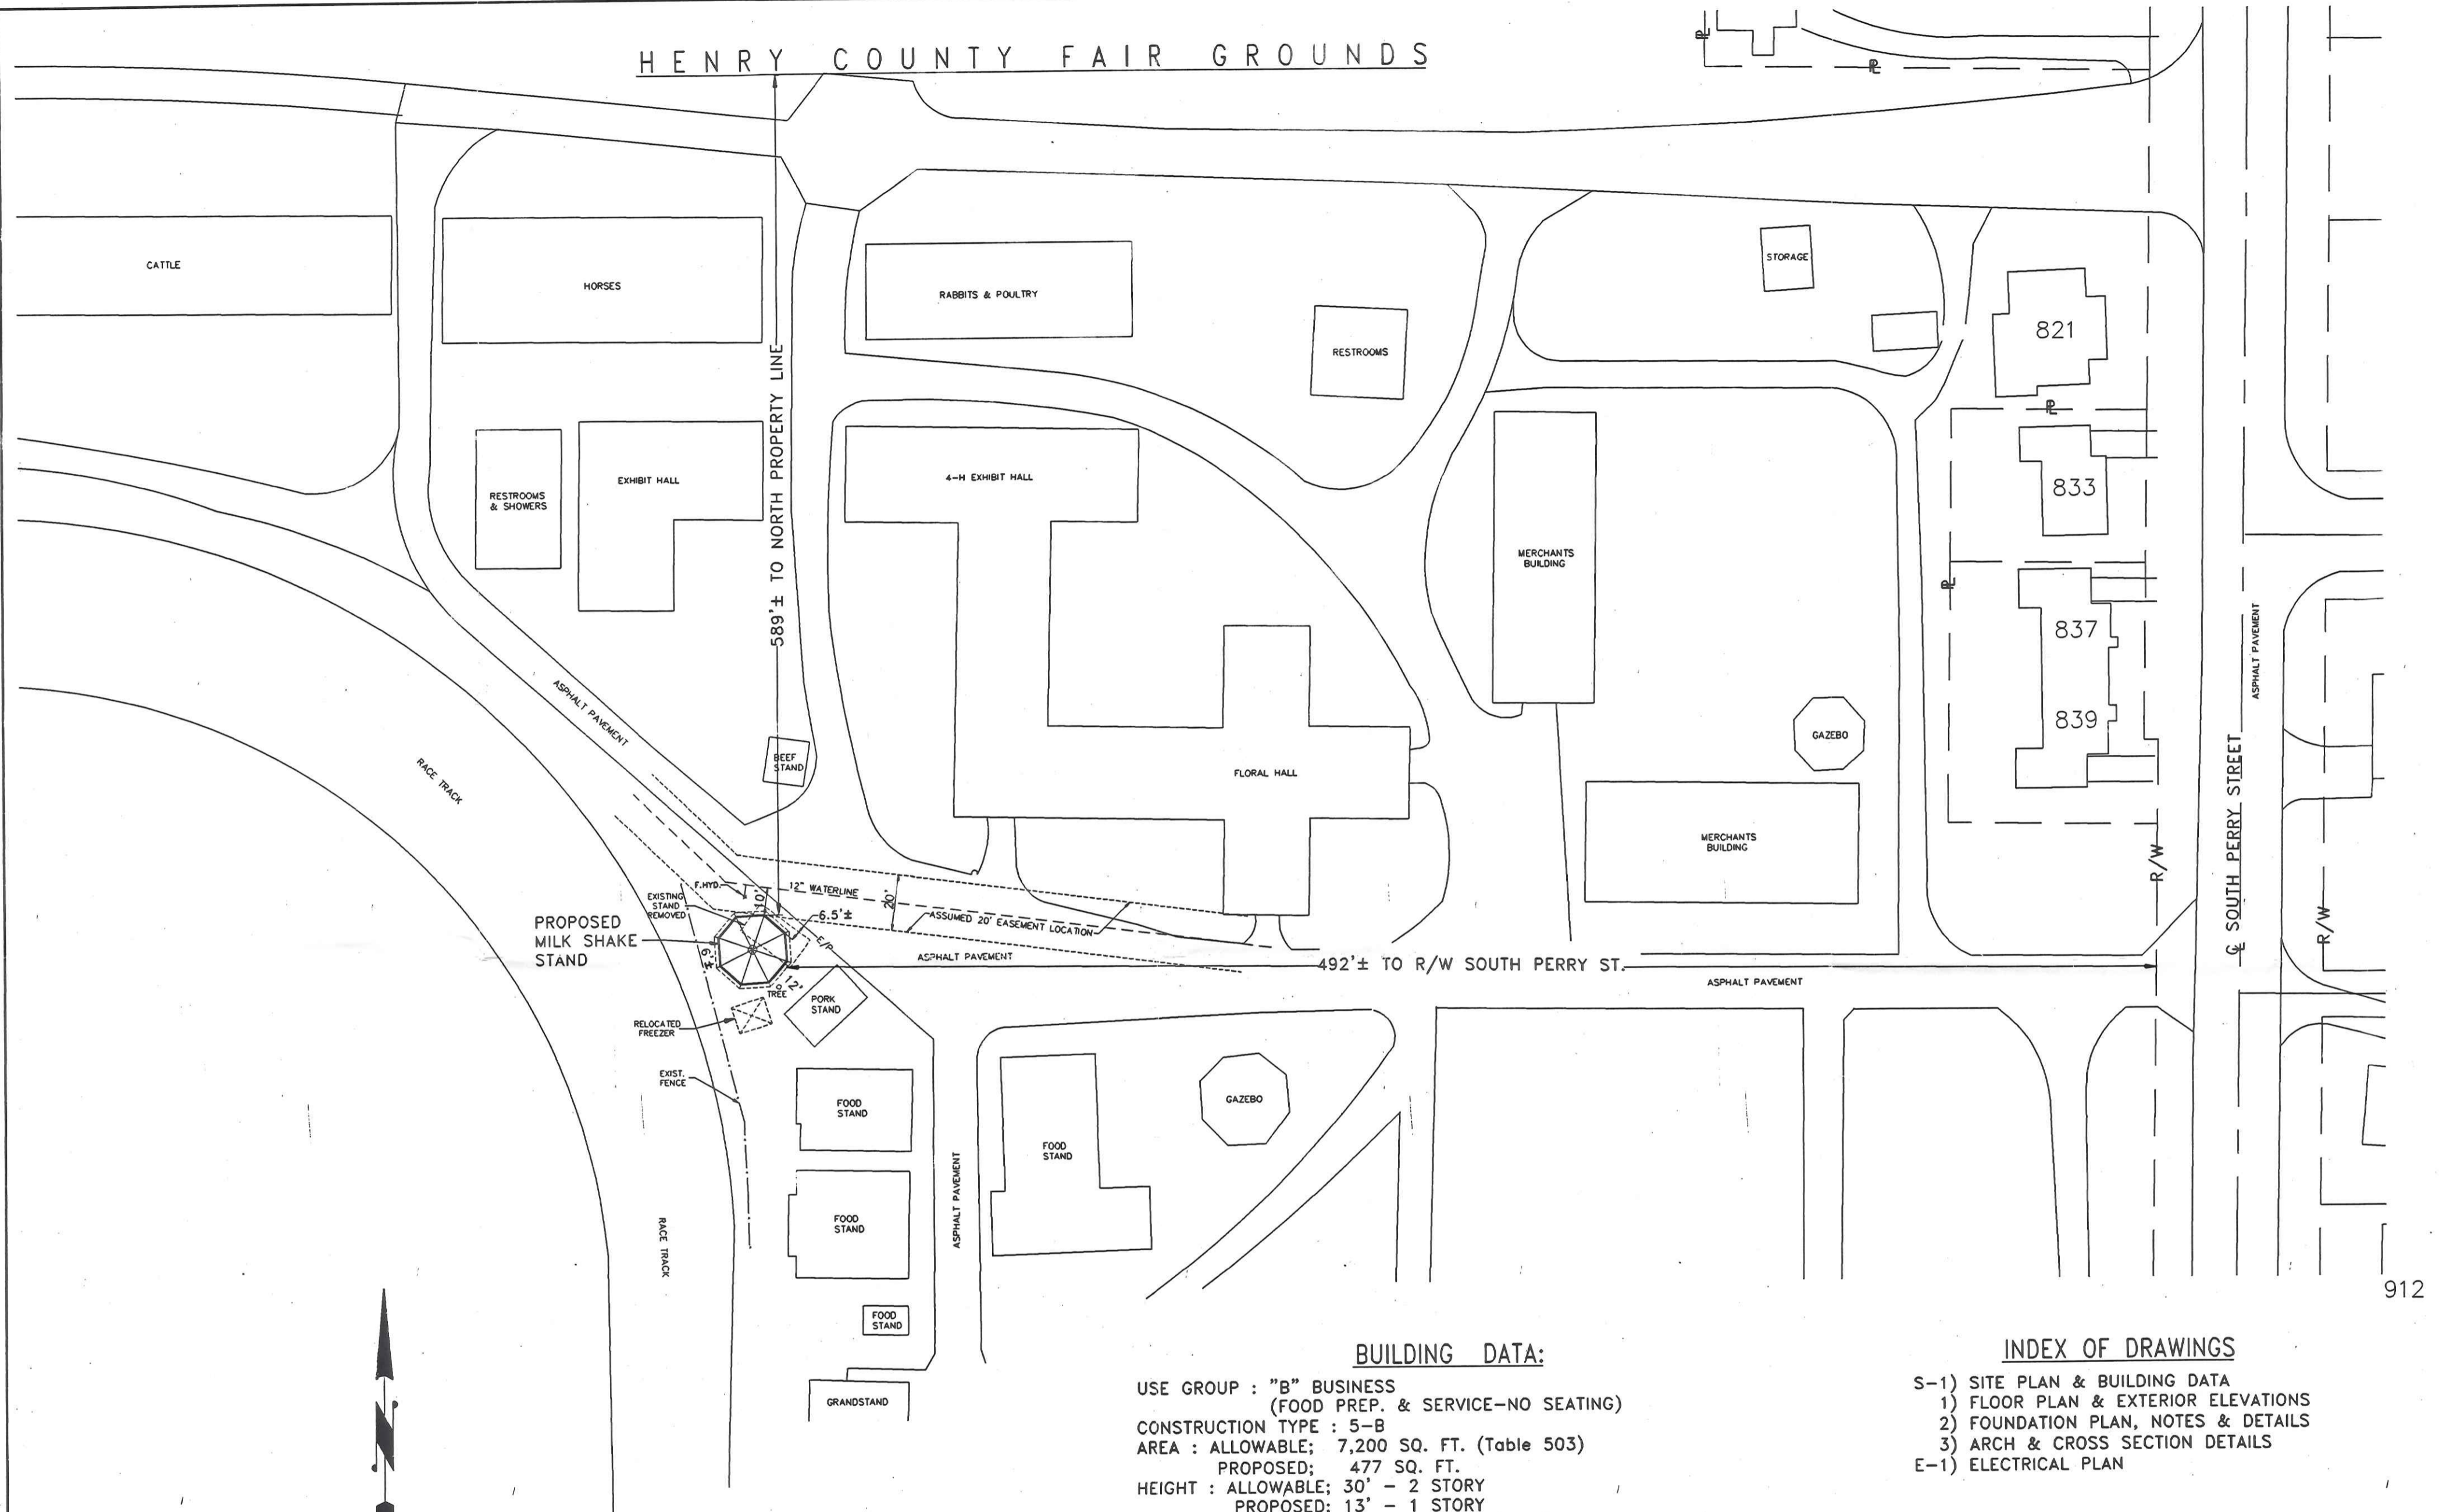 HENRY COUNTY FAIR GROUNDS
PL
PL
CATTLE
HORSES
RABBITS & POULTRY
RESTROOMS
STORAGE
821
PL
589'± TO NORTH PROPERTY LINE
RESTROOMS
& SHOWERS
EXHIBIT HALL
4-H EXHIBIT HALL
MERCHANTS
BUILDING
833
PL
837
839
ASPHALT PAVEMENT
ASPHALT PAVEMENT
RACE TRACK
BEEF
STAND
FLORAL HALL
GAZEBO
MERCHANTS
BUILDING
R/W
CL SOUTH PERRY STREET
R/W
F.HYD.
10'
12" WATERLINE
20'
EXISTING
STAND
REMOVED
6.5'±
ASSUMED 20' EASEMENT LOCATION
PROPOSED
MILK SHAKE
STAND
E/P
6'±
ASPHALT PAVEMENT
492'± TO R/W SOUTH PERRY ST.
ASPHALT PAVEMENT
12'
TREE
PORK
STAND
RELOCATED
FREEZER
EXIST.
FENCE
FOOD
STAND
GAZEBO
FOOD
STAND
ASPHALT PAVEMENT
FOOD
STAND
RACE TRACK
FOOD
STAND
GRANDSTAND
N
912
BUILDING DATA:
USE GROUP : "B" BUSINESS
(FOOD PREP. & SERVICE-NO SEATING)
CONSTRUCTION TYPE : 5-B
AREA : ALLOWABLE; 7,200 SQ. FT. (Table 503)
PROPOSED; 477 SQ. FT.
HEIGHT : ALLOWABLE; 30' - 2 STORY
PROPOSED; 13' - 1 STORY
INDEX OF DRAWINGS
S-1) SITE PLAN & BUILDING DATA
1) FLOOR PLAN & EXTERIOR ELEVATIONS
2) FOUNDATION PLAN, NOTES & DETAILS
3) ARCH & CROSS SECTION DETAILS
E-1) ELECTRICAL PLAN